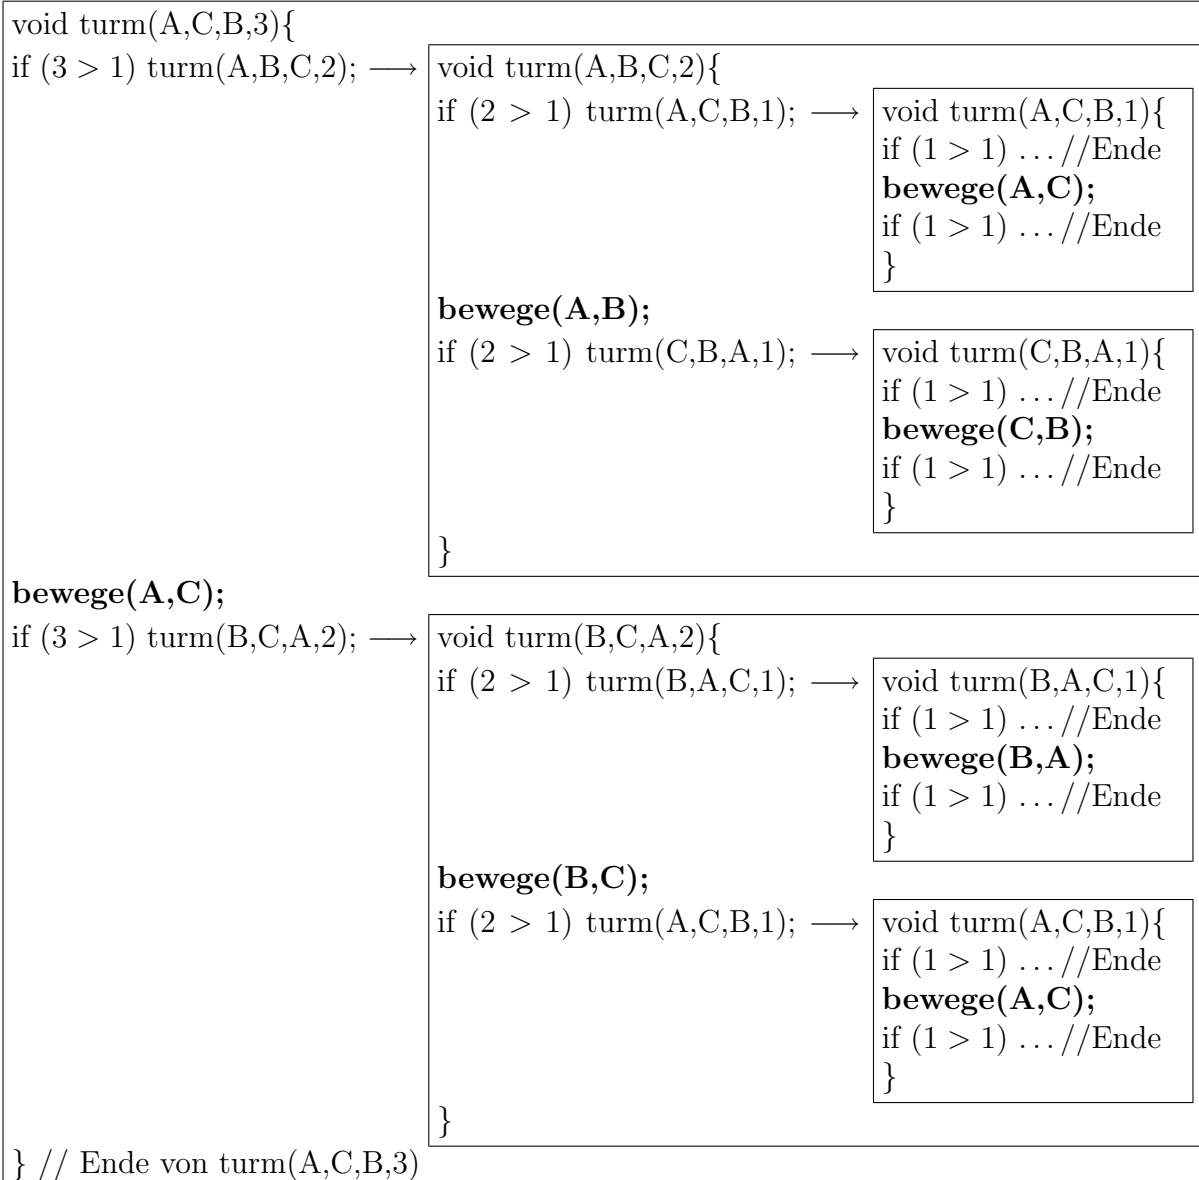 void turm(A,C,B,3){
if (3 > 1) turm(A,B,C,2); ⟶ void turm(A,B,C,2){
if (2 > 1) turm(A,C,B,1); ⟶ void turm(A,C,B,1){
if (1 > 1) …//Ende
bewege(A,C);
if (1 > 1) …//Ende
}
bewege(A,B);
if (2 > 1) turm(C,B,A,1); ⟶ void turm(C,B,A,1){
if (1 > 1) …//Ende
bewege(C,B);
if (1 > 1) …//Ende
}
}
bewege(A,C);
if (3 > 1) turm(B,C,A,2); ⟶ void turm(B,C,A,2){
if (2 > 1) turm(B,A,C,1); ⟶ void turm(B,A,C,1){
if (1 > 1) …//Ende
bewege(B,A);
if (1 > 1) …//Ende
}
bewege(B,C);
if (2 > 1) turm(A,C,B,1); ⟶ void turm(A,C,B,1){
if (1 > 1) …//Ende
bewege(A,C);
if (1 > 1) …//Ende
}
}
} // Ende von turm(A,C,B,3)